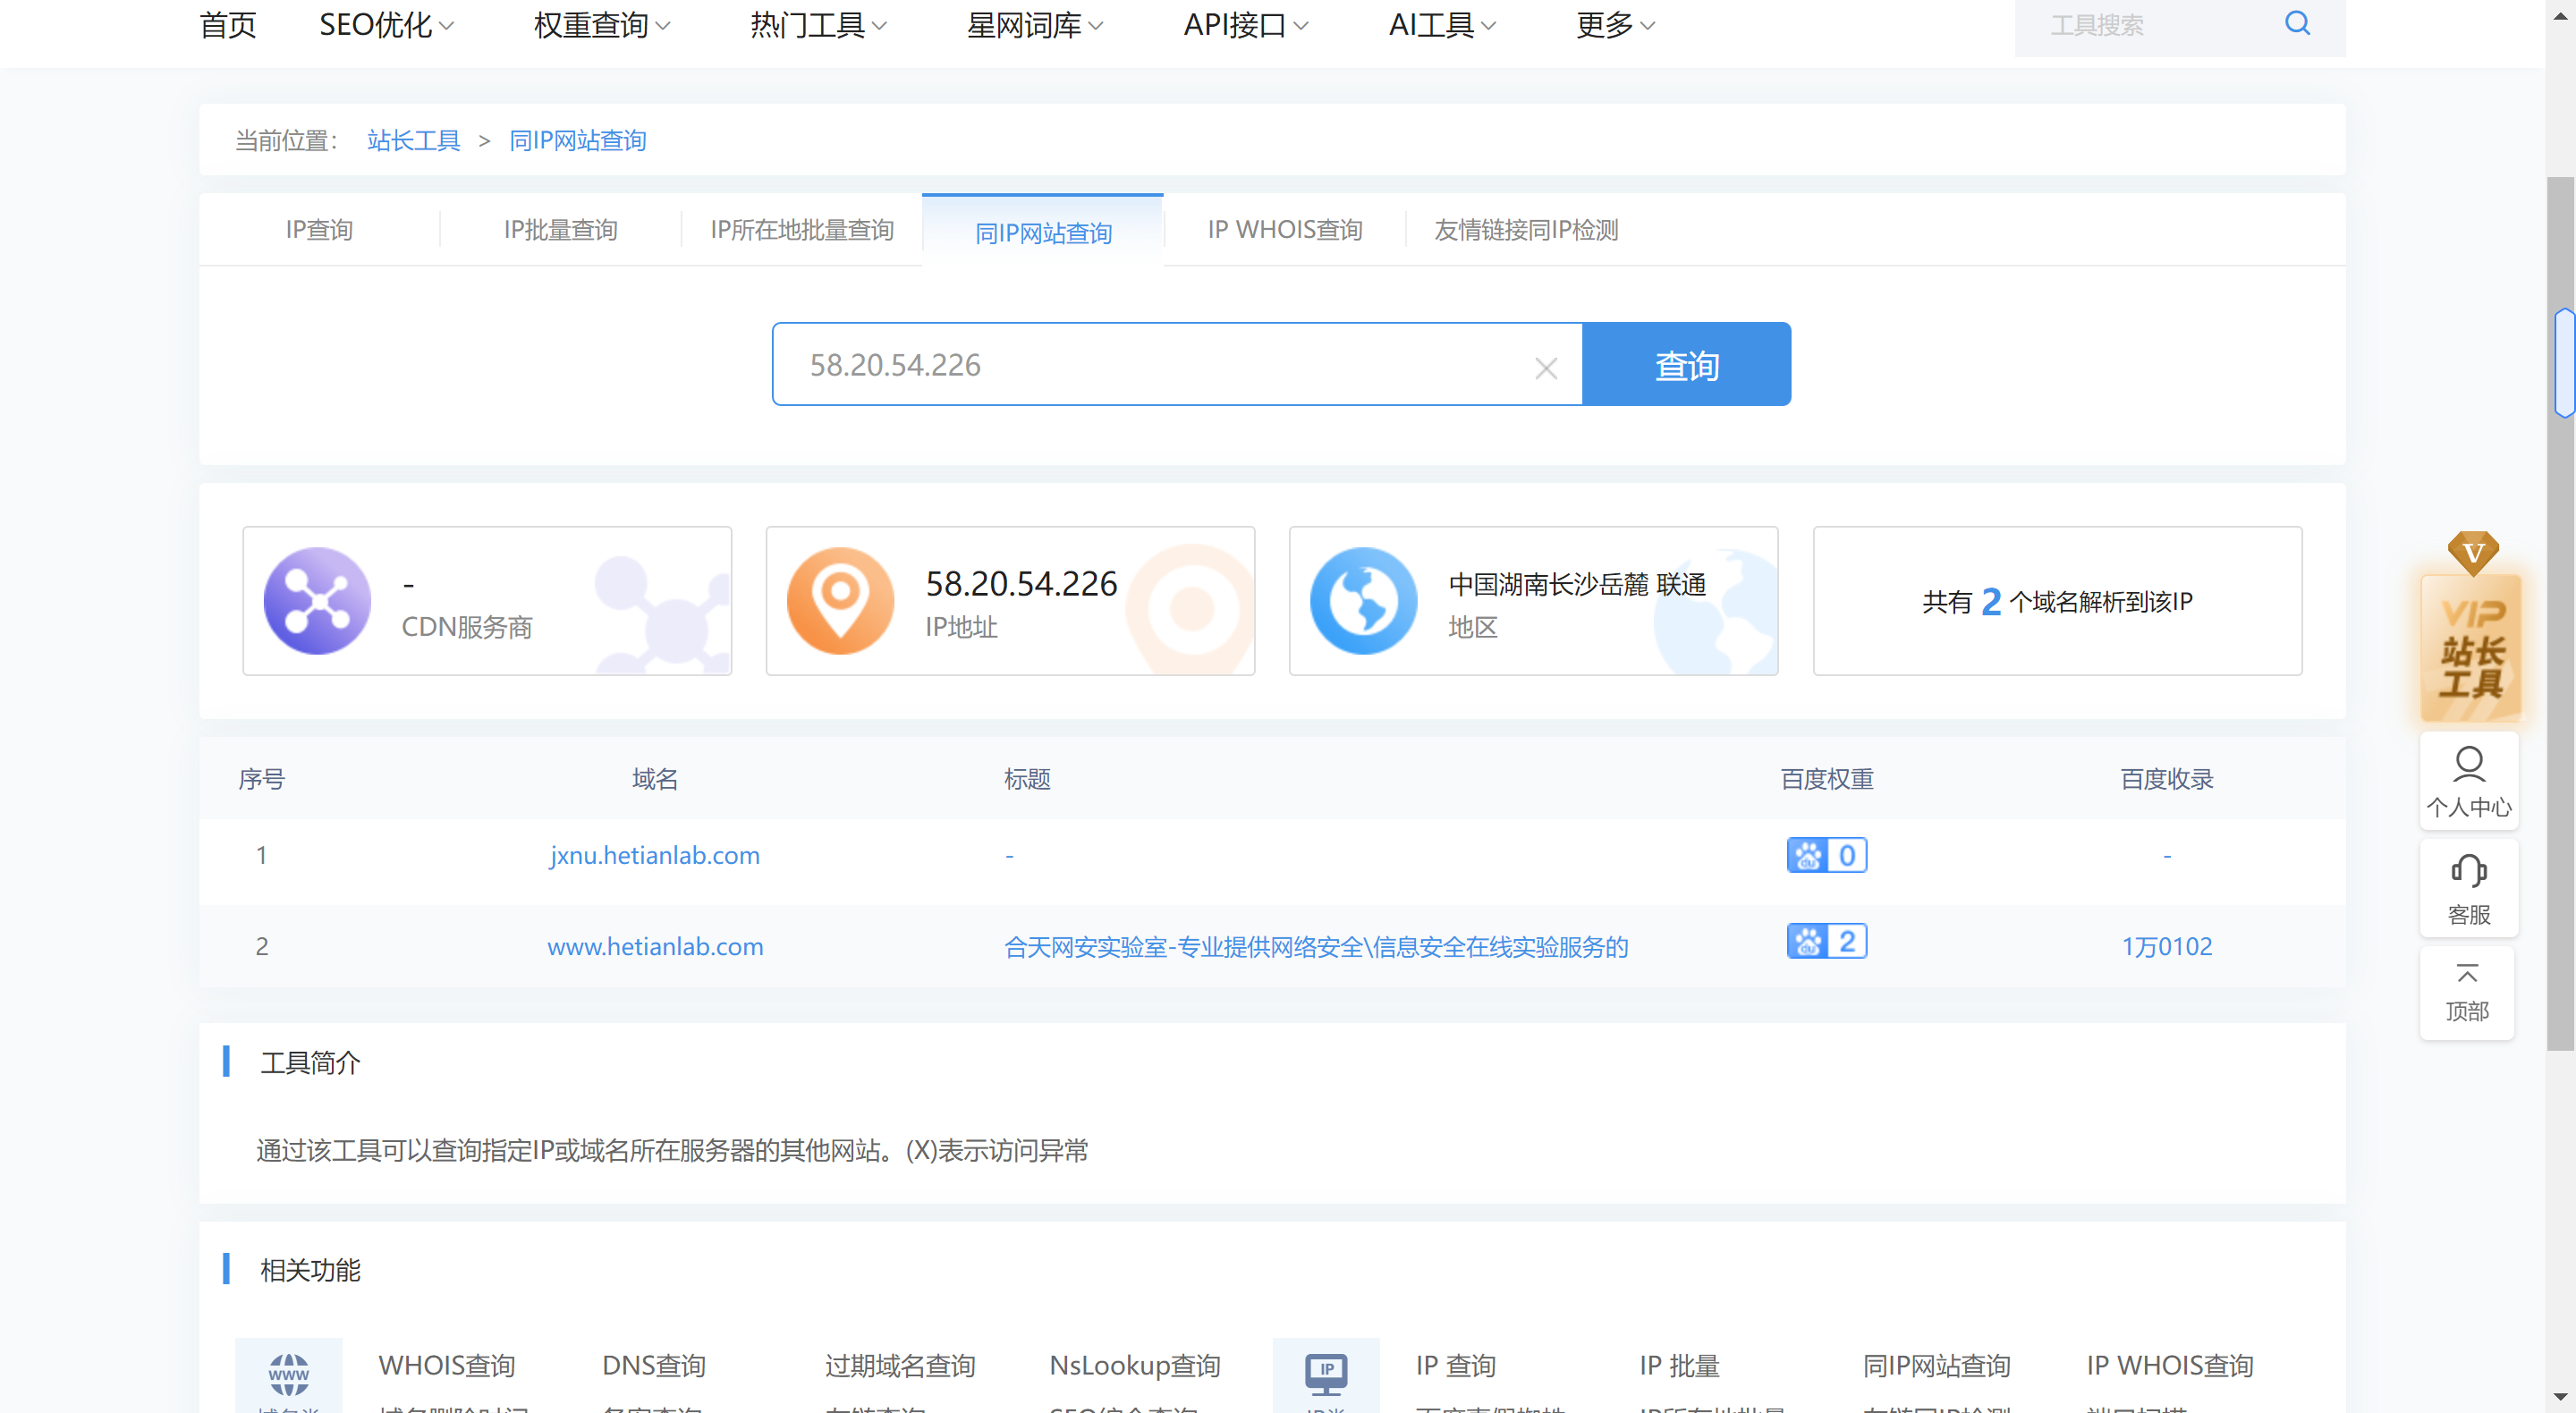 首页 SEO优化 权重查询 热门工具 星网词库 API接口 AI工具 更多 工具搜索
当前位置： 站长工具 > 同IP网站查询
IP查询 IP批量查询 IP所在地批量查询 同IP网站查询 IP WHOIS查询 友情链接同IP检测
58.20.54.226 查询
- 58.20.54.226 中国湖南长沙岳麓 联通 共有 2 个域名解析到该IP
CDN服务商 IP地址 地区
序号 域名 标题 百度权重 百度收录
1 jxnu.hetianlab.com - 0 -
2 www.hetianlab.com 合天网安实验室-专业提供网络安全\信息安全在线实验服务的 2 1万0102
工具简介
通过该工具可以查询指定IP或域名所在服务器的其他网站。(X)表示访问异常
相关功能
WWW WHOIS查询 DNS查询 过期域名查询 NsLookup查询 IP IP 查询 IP 批量 同IP网站查询 IP WHOIS查询
V
VIP
站长
工具
个人中心
客服
顶部